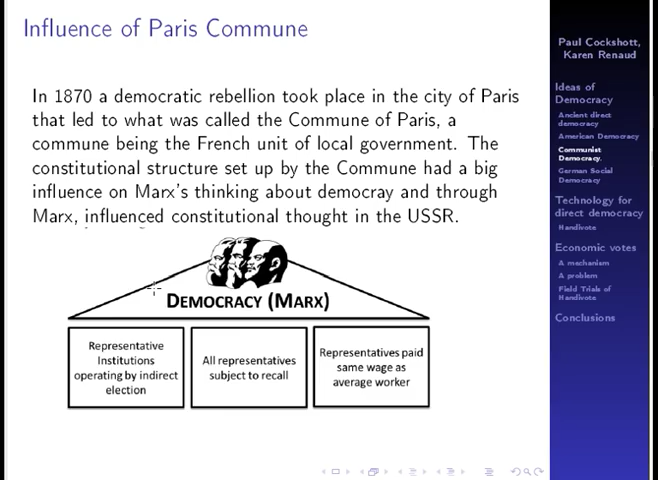 Influence of Paris Commune
In 1870 a democratic rebellion took place in the city of Paris
that led to what was called the Commune of Paris, a
commune being the French unit of local government. The
constitutional structure set up by the Commune had a big
influence on Marx's thinking about democray and through
Marx, influenced constitutional thought in the USSR.
DEMOCRACY (MARX)
Representative
Institutions
operating by indirect
election
All representatives
subject to recall
Representatives paid
same wage as
average worker
Paul Cockshott,
Karen Renaud
Ideas of
Democracy
Ancient direct
democracy
American Democracy
Communist
Democracy.
German Social
Democracy
Technology for
direct democracy
Handivote
Economic votes
A mechanism
A problem
Field Trials of
Handivote
Conclusions